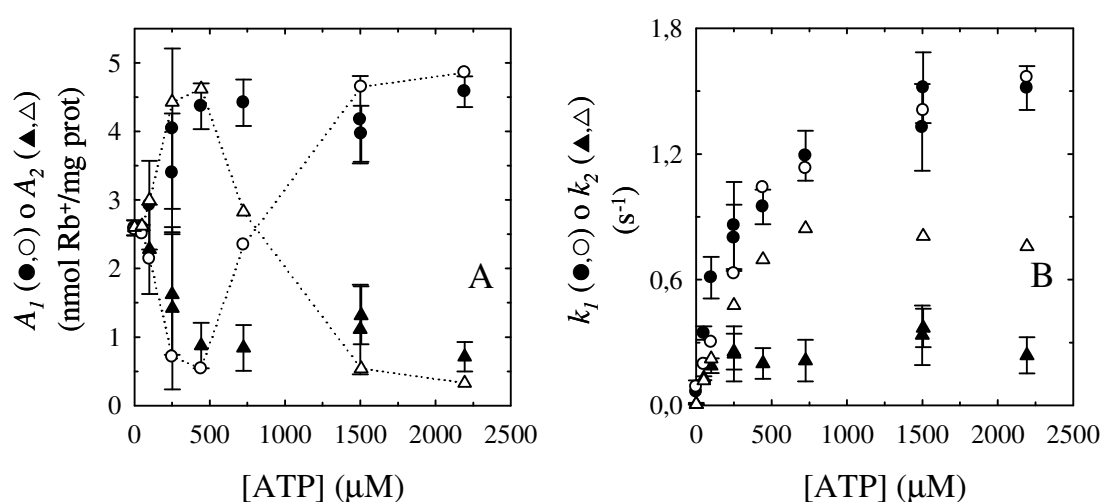 A₁ (●,○) o A₂ (▲,△)
(nmol Rb⁺/mg prot)
5
4
3
2
1
0
A
0 500 1000 1500 2000 2500
[ATP] (μM)
k₁ (●,○) o k₂ (▲,△)
(s⁻¹)
1,8
1,2
0,6
0,0
B
0 500 1000 1500 2000 2500
[ATP] (μM)